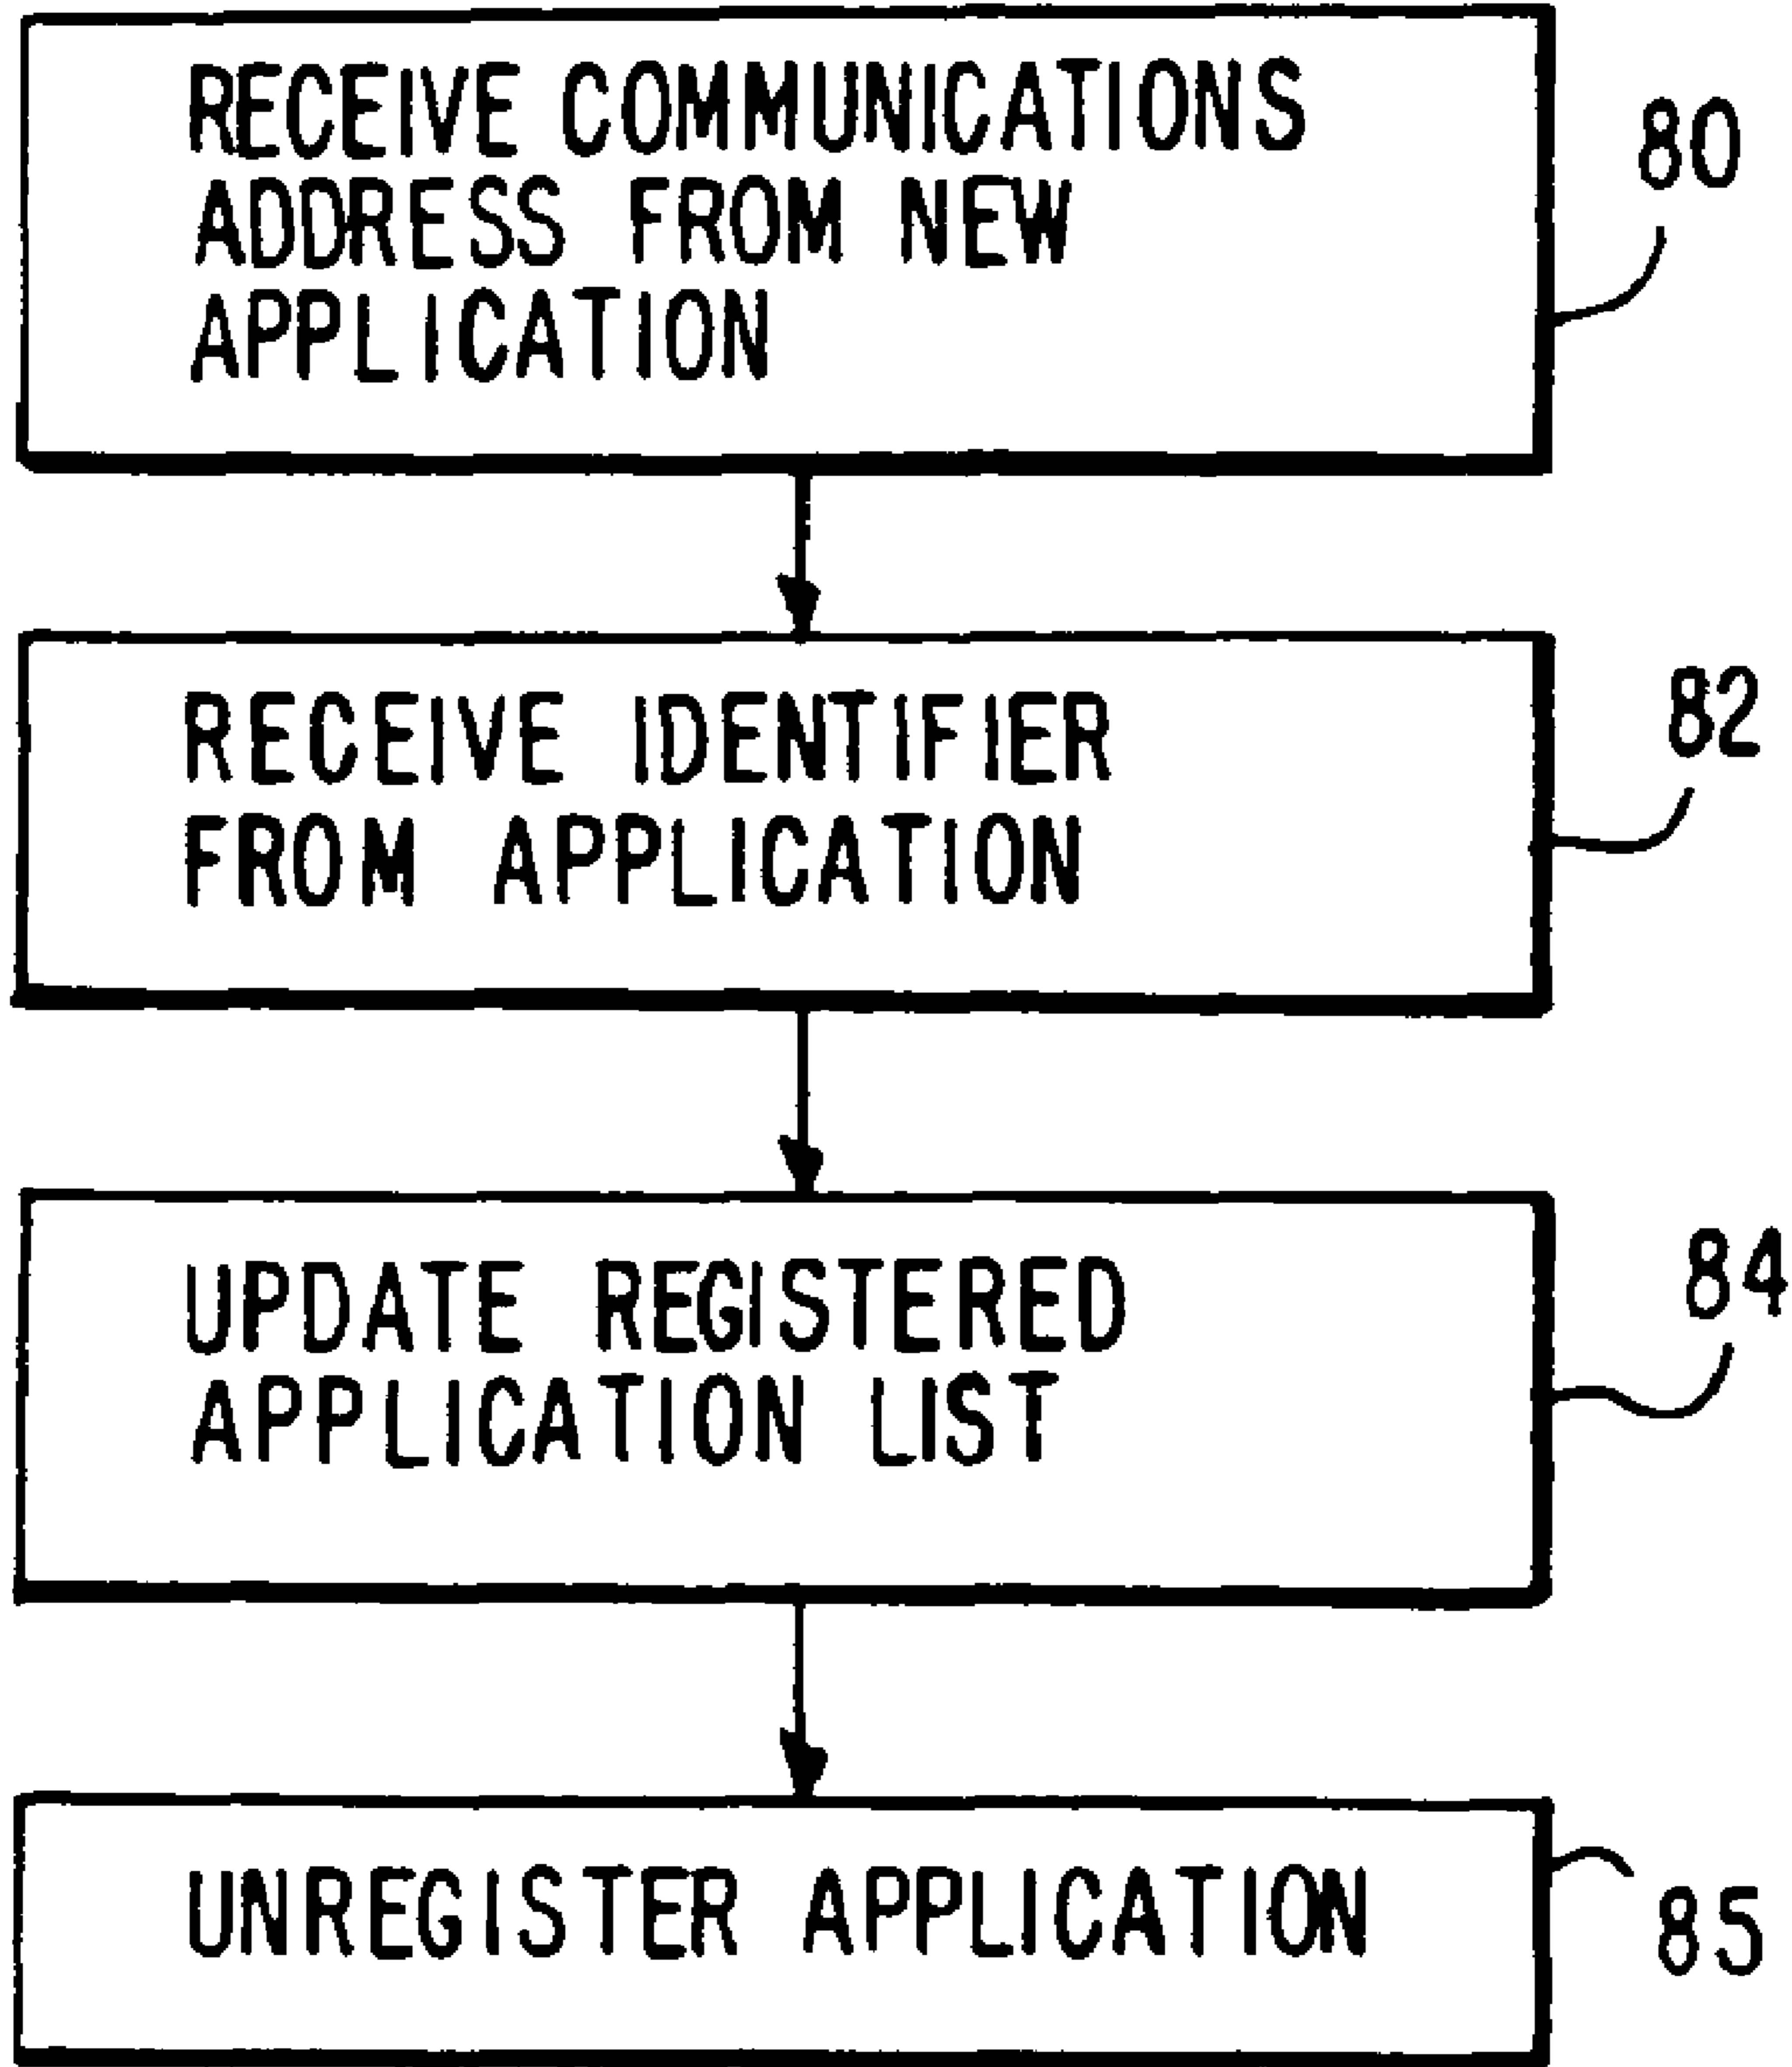 RECEIVE COMMUNICATIONS
ADDRESS FROM NEW
APPLICATION
80
RECEIVE IDENTIFIER
FROM APPLICATION
82
UPDATE REGISTERED
APPLICATION LIST
84
UNREGISTER APPLICATION
85